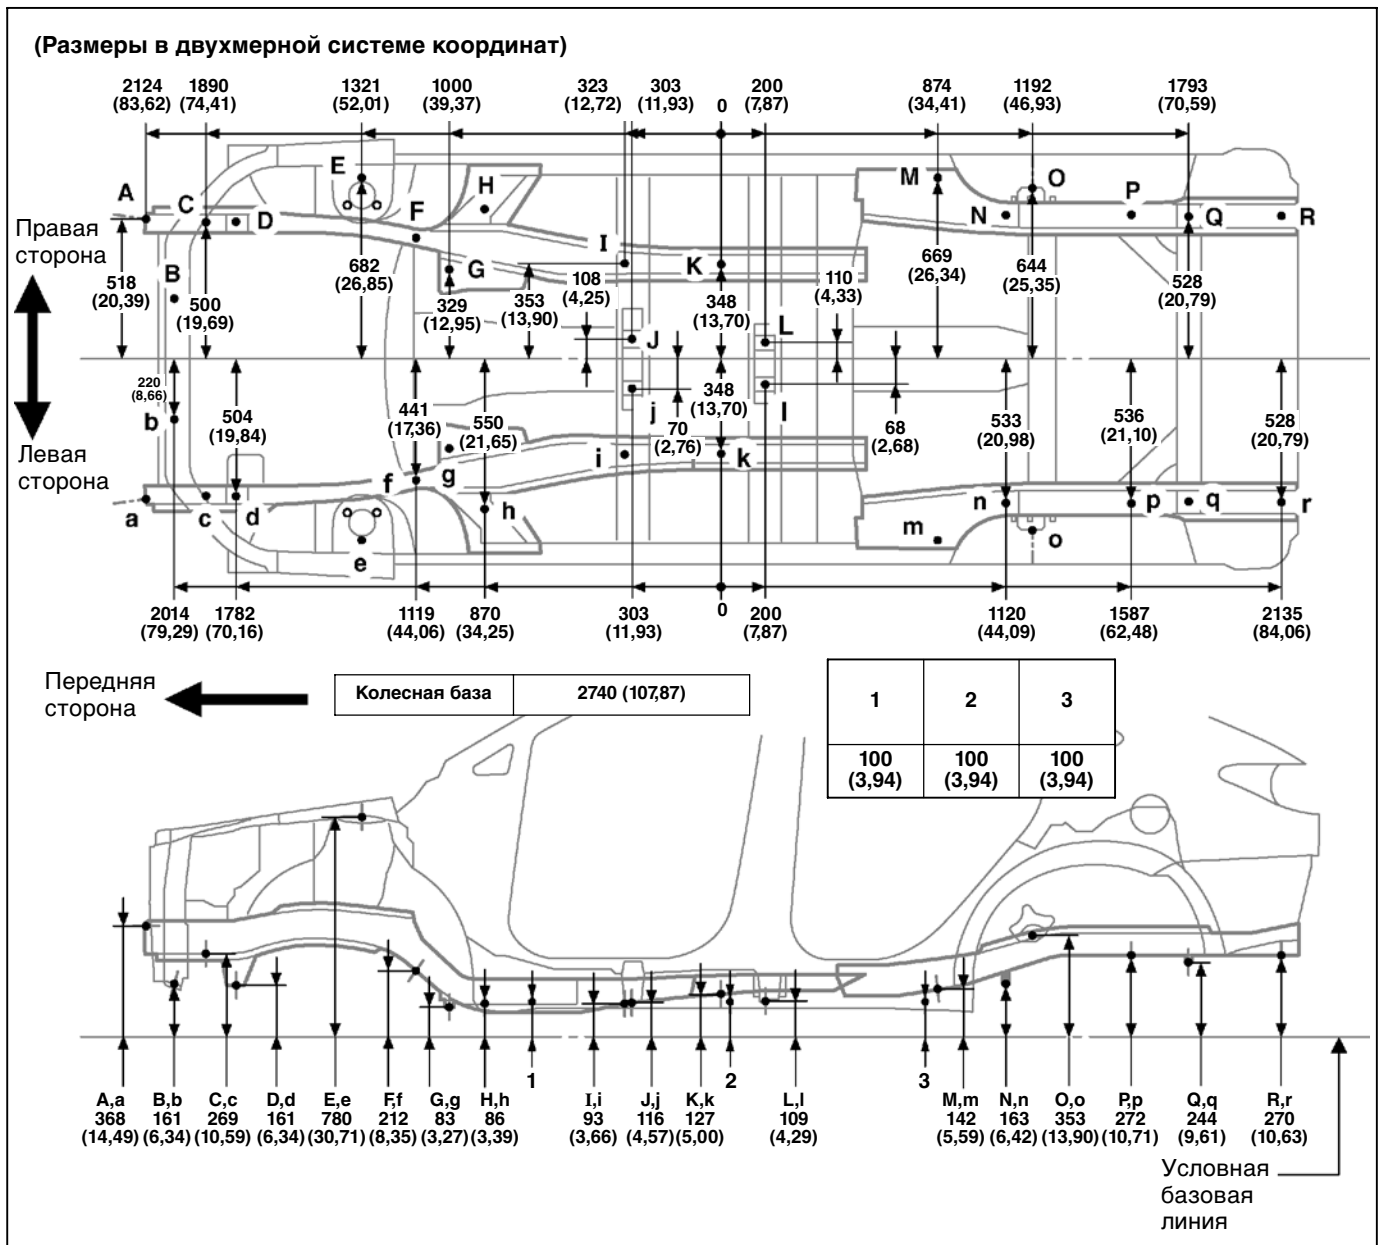 (Размеры в двухмерной системе координат)
2124 1890 1321 1000 323 303 200 874 1192 1793
(83,62) (74,41) (52,01) (39,37) (12,72) (11,93) 0 (7,87) (34,41) (46,93) (70,59)
E M O
A C D F H P
N Q R
Правая
сторона
I
B G K
518
(20,39)
500
(19,69)
682
(26,85)
329
(12,95)
353
(13,90)
108
(4,25)
348
(13,70)
110
(4,33)
669
(26,34)
644
(25,35)
528
(20,79)
J L
220
(8,66)
b
504
(19,84)
441
(17,36)
550
(21,65)
j
70
(2,76)
348
(13,70)
l
68
(2,68)
533
(20,98)
536
(21,10)
528
(20,79)
Левая
сторона
a c d f g i k n p q r
h m
e o
2014 1782 1119 870 303 0 200 1120 1587 2135
(79,29) (70,16) (44,06) (34,25) (11,93) (7,87) (44,09) (62,48) (84,06)
Передняя
сторона
Колесная база 2740 (107,87)
1 2 3
100 100 100
(3,94) (3,94) (3,94)
1 2 3
A,a B,b C,c D,d E,e F,f G,g H,h I,i J,j K,k L,l M,m N,n O,o P,p Q,q R,r
368 161 269 161 780 212 83 86 93 116 127 109 142 163 353 272 244 270
(14,49) (6,34) (10,59) (6,34) (30,71) (8,35) (3,27) (3,39) (3,66) (4,57) (5,00) (4,29) (5,59) (6,42) (13,90) (10,71) (9,61) (10,63)
Условная
базовая
линия